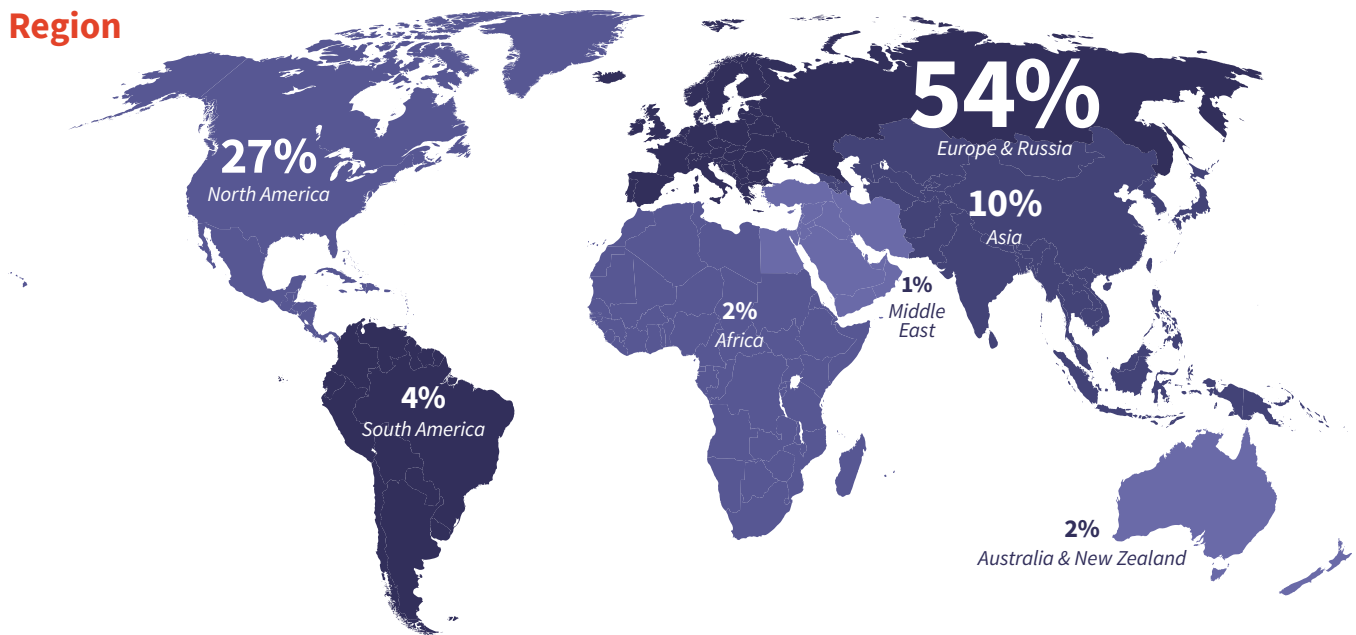 Region
54%
Europe & Russia
27%
North America
10%
Asia
1%
Middle
East
2%
Africa
4%
South America
2%
Australia & New Zealand